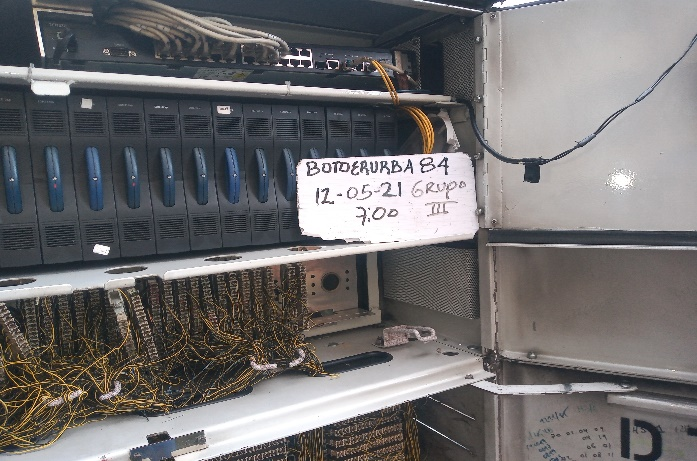 BOTOERURBA 84
12-05-21 Grupo
7:00 III
D